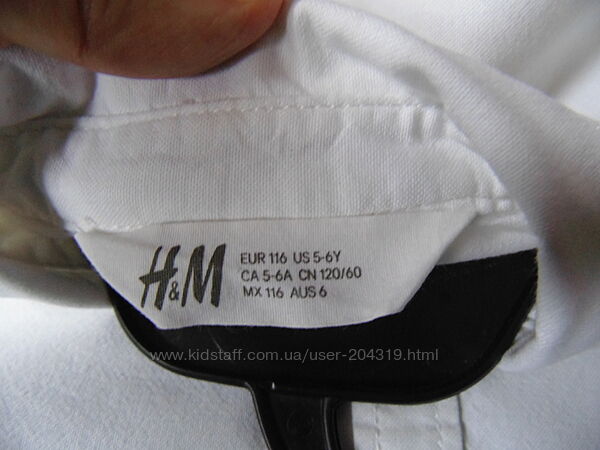 H&M
EUR 116 US 5-6Y
CA 5-6A CN 120/60
MX 116 AUS 6
www.kidstaff.com.ua/user-204319.html